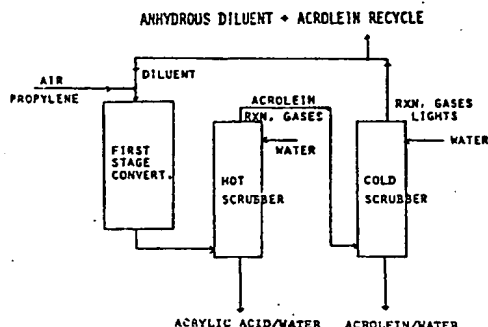 ANHYDROUS DILUENT + ACROLEIN RECYCLE
AIR
PROPYLENE
DILUENT
FIRST
STAGE
CONVERT.
ACROLEIN
RXN. GASES
WATER
HOT
SCRUBBER
RXN. GASES
LIGHTS
WATER
COLD
SCRUBBER
ACRYLIC ACID/WATER
ACROLEIN/WATER